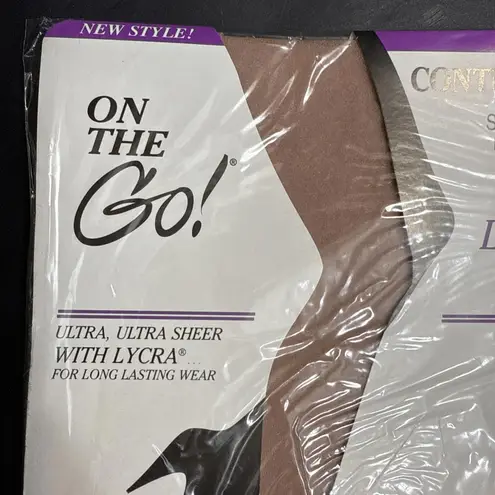 NEW STYLE!
ON
THE
Go!®
ULTRA, ULTRA SHEER
WITH LYCRA®...
FOR LONG LASTING WEAR